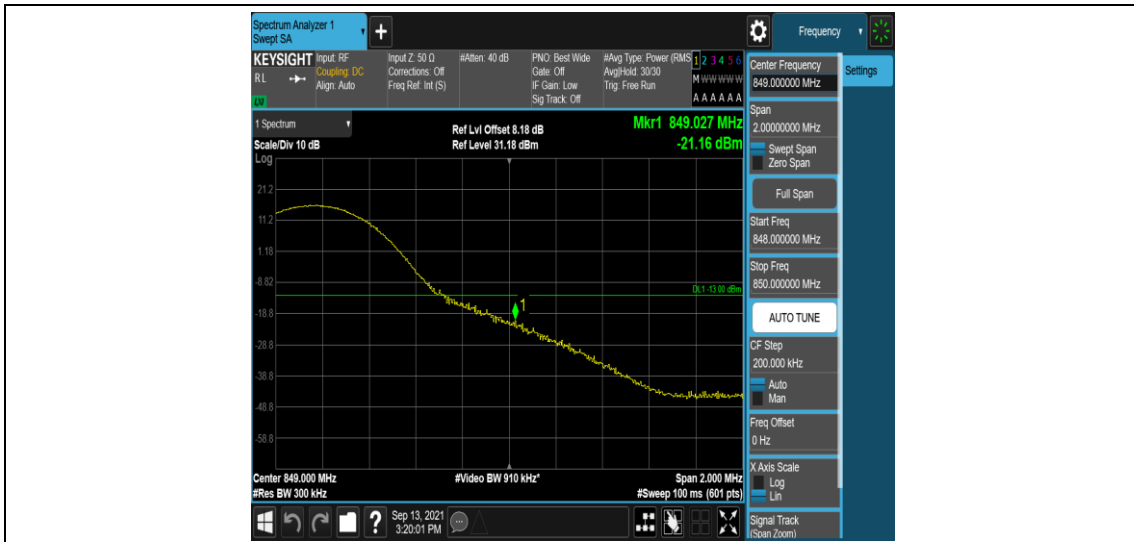 Spectrum Analyzer 1
Swept SA
+
Frequency
KEYSIGHT
RL
LXI
Input: RF
Coupling: DC
Align: Auto
Input Z: 50 Ω
Corrections: Off
Freq Ref: Int (S)
#Atten: 40 dB
PNO: Best Wide
Gate: Off
IF Gain: Low
Sig Track: Off
#Avg Type: Power (RMS
Avg|Hold: 30/30
Trig: Free Run
1 2 3 4 5 6
M W W W W W
A A A A A A
1 Spectrum
Scale/Div 10 dB
Log
Ref Lvl Offset 8.18 dB
Ref Level 31.18 dBm
Mkr1 849.027 MHz
-21.16 dBm
21.2
11.2
1.18
-8.82
-18.8
-28.8
-38.8
-48.8
-58.8
DL1 -13.00 dBm
1
Center 849.000 MHz
#Res BW 300 kHz
#Video BW 910 kHz*
Span 2.000 MHz
#Sweep 100 ms (601 pts)
?
Sep 13, 2021
3:20:01 PM
Center Frequency
849.000000 MHz
Settings
Span
2.00000000 MHz
Swept Span
Zero Span
Full Span
Start Freq
848.000000 MHz
Stop Freq
850.000000 MHz
AUTO TUNE
CF Step
200.000 kHz
Auto
Man
Freq Offset
0 Hz
X Axis Scale
Log
Lin
Signal Track
(Span Zoom)